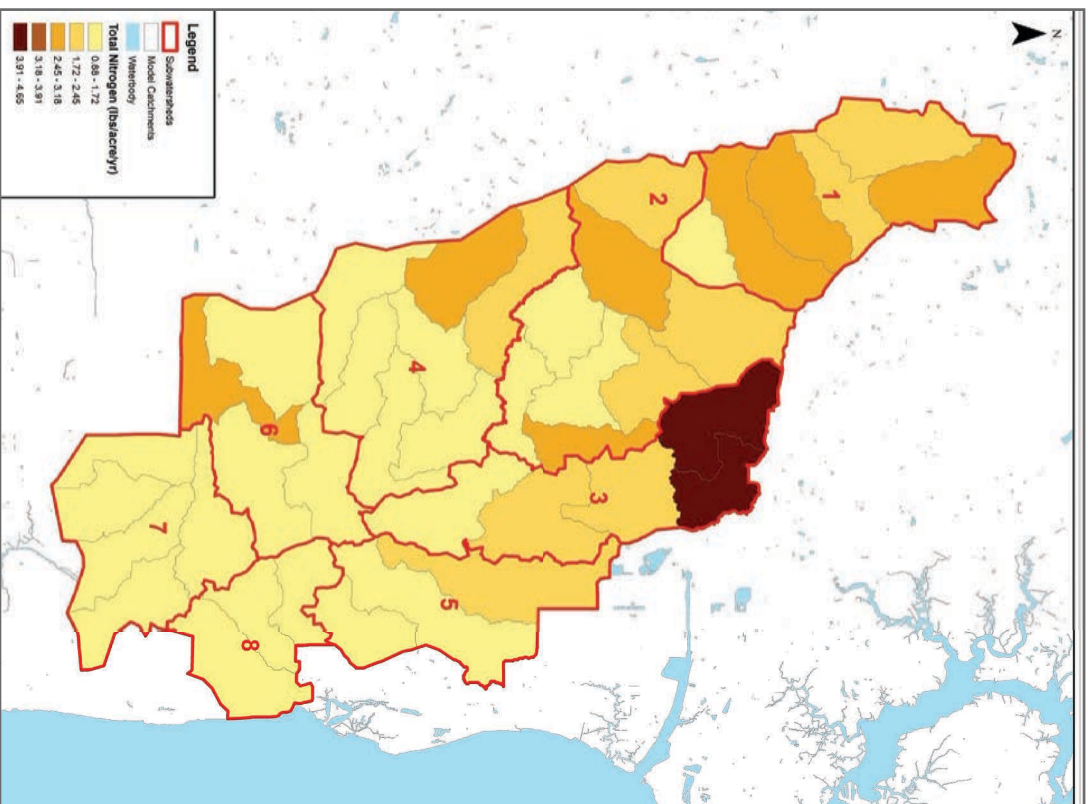 N
Legend
Subwatersheds
Model Catchments
Waterbody
Total Nitrogen (lbs/acre/yr)
0.88 - 1.72
1.72 - 2.45
2.45 - 3.18
3.18 - 3.91
3.91 - 4.65
1
2
3
4
5
6
7
8